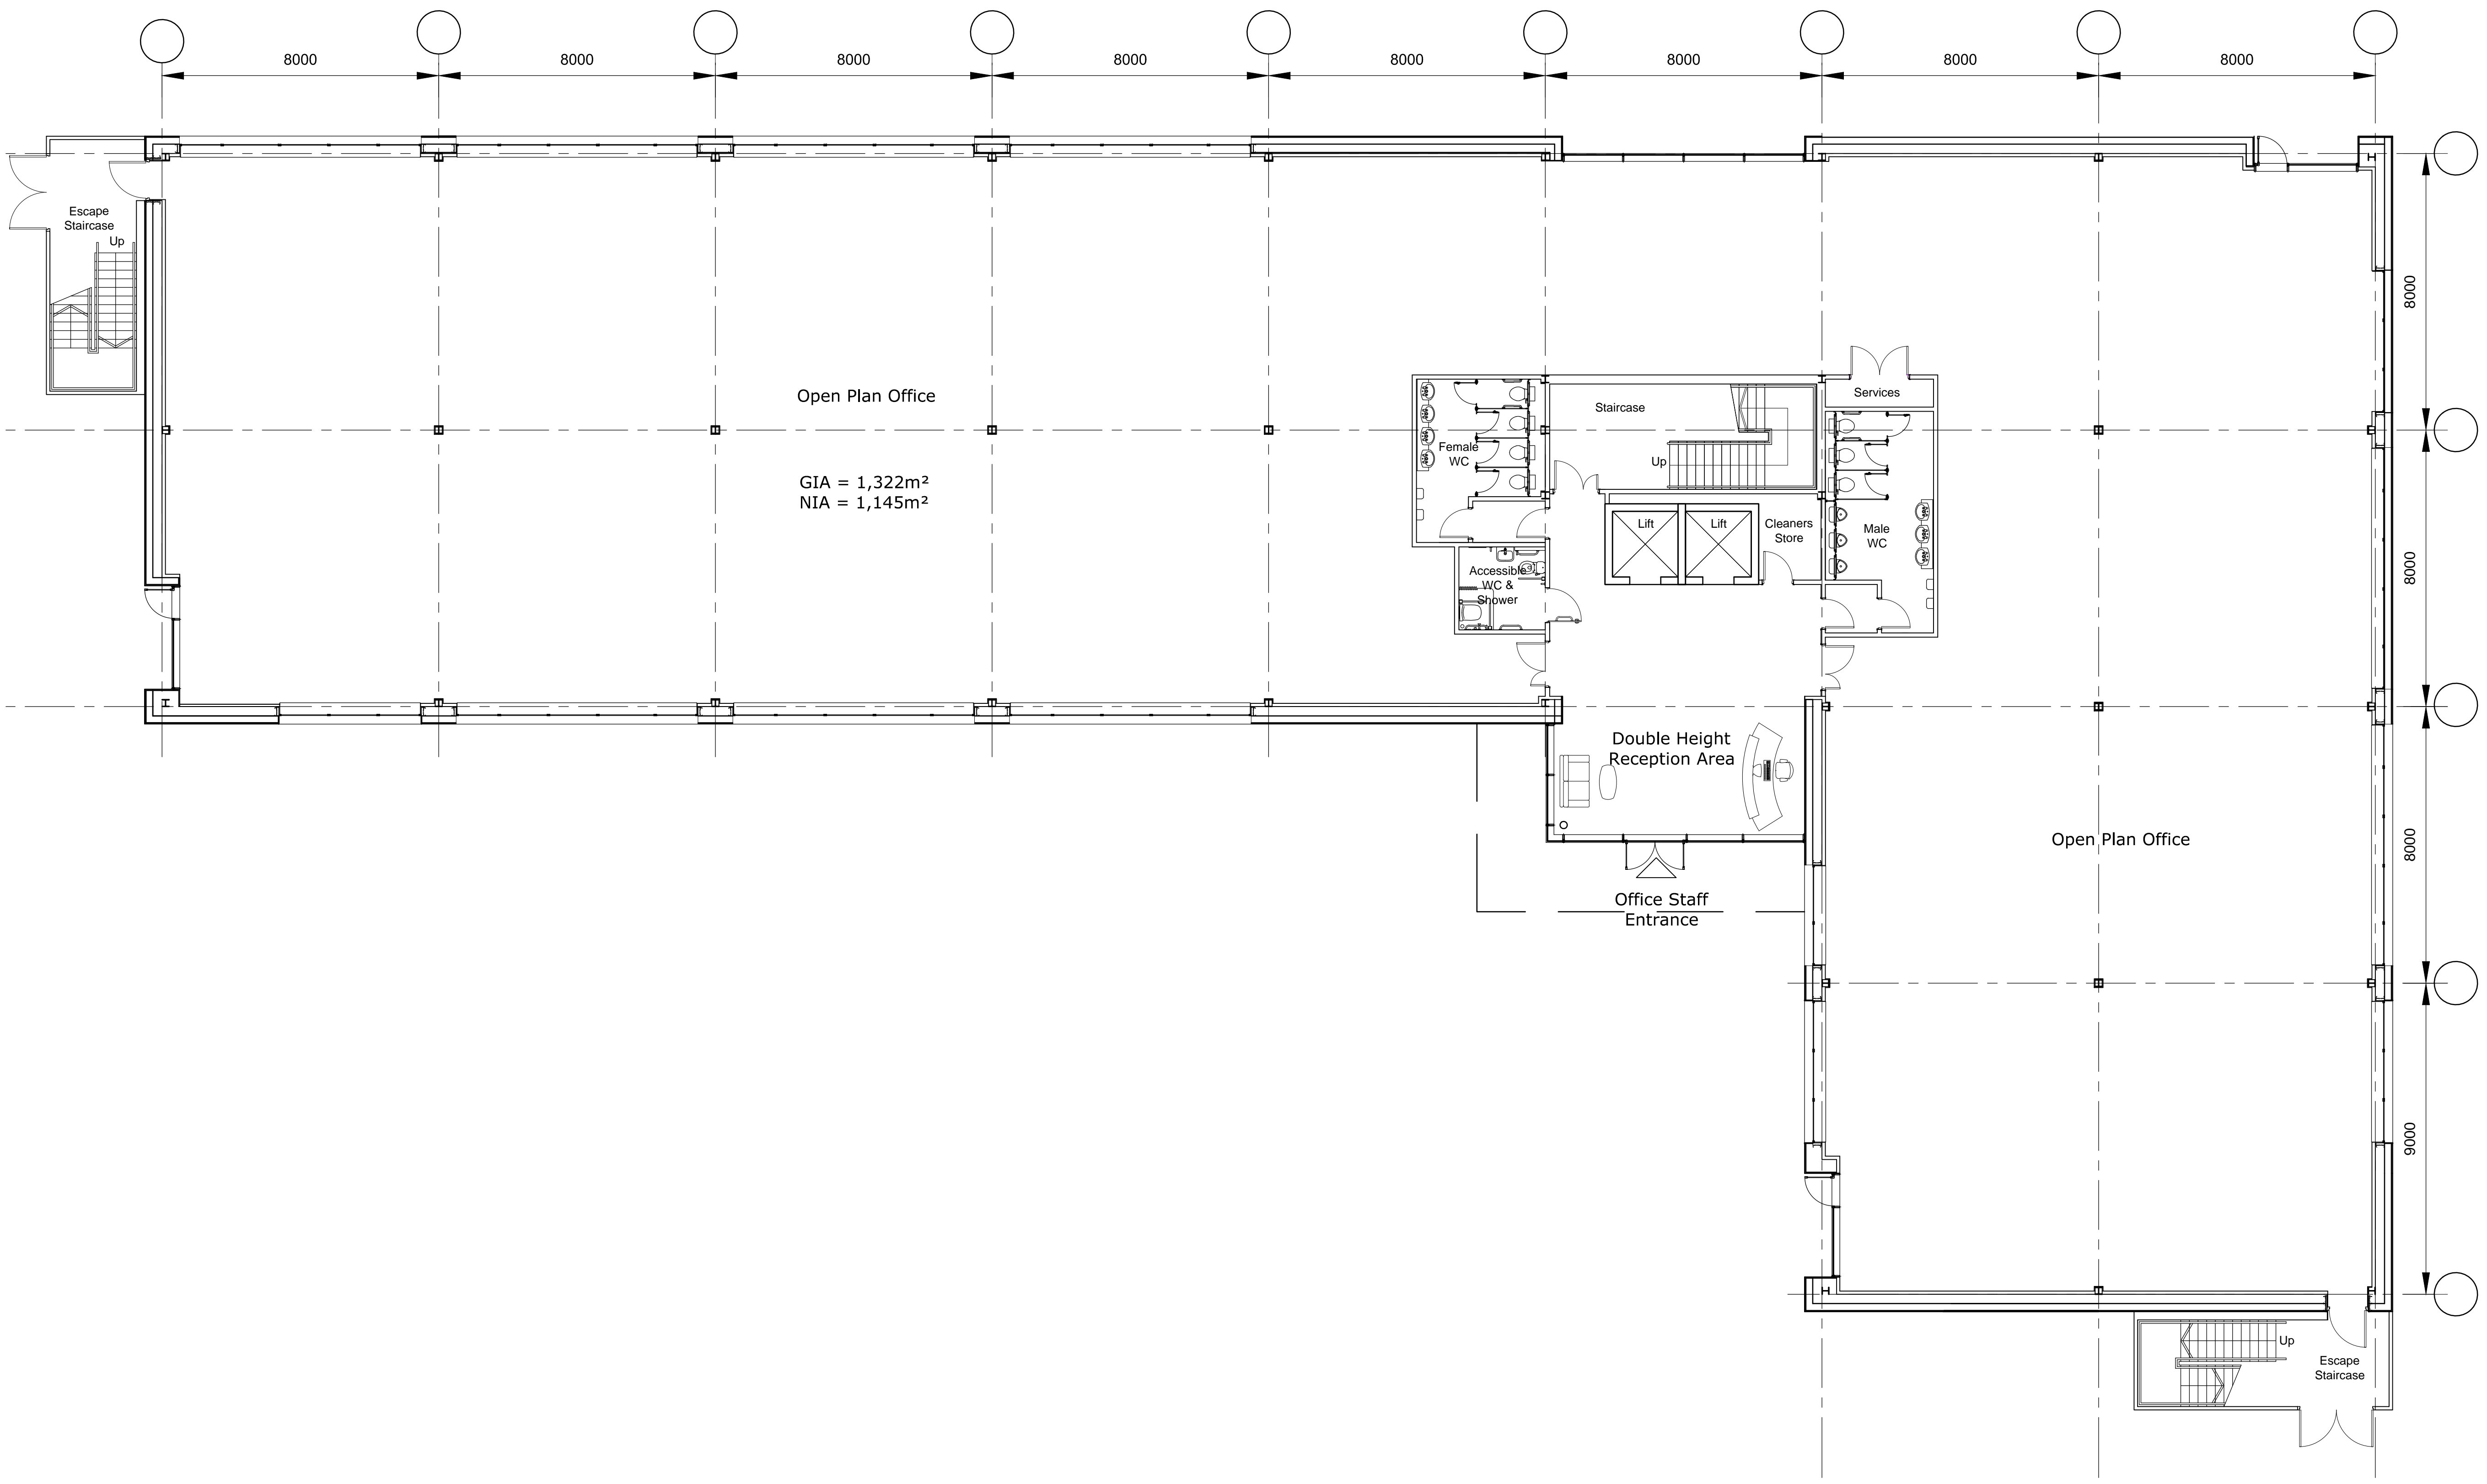 8000
8000
8000
8000
8000
8000
8000
8000
Escape
Staircase
Up
8000
Open Plan Office
GIA = 1,322m²
NIA = 1,145m²
Female
WC
Staircase
Up
Services
Lift
Lift
Cleaners
Store
Male
WC
Accessible
WC &
Shower
8000
Double Height
Reception Area
Office Staff
Entrance
Open Plan Office
8000
9000
Up
Escape
Staircase